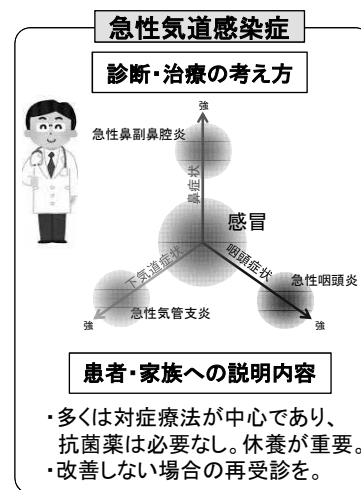 急性気道感染症
診断・治療の考え方
強
急性鼻副鼻腔炎
鼻症状
感冒
下気道症状
咽頭症状
急性咽頭炎
急性気管支炎
強
強
患者・家族への説明内容
・多くは対症療法が中心であり、
抗菌薬は必要なし。休養が重要。
・改善しない場合の再受診を。